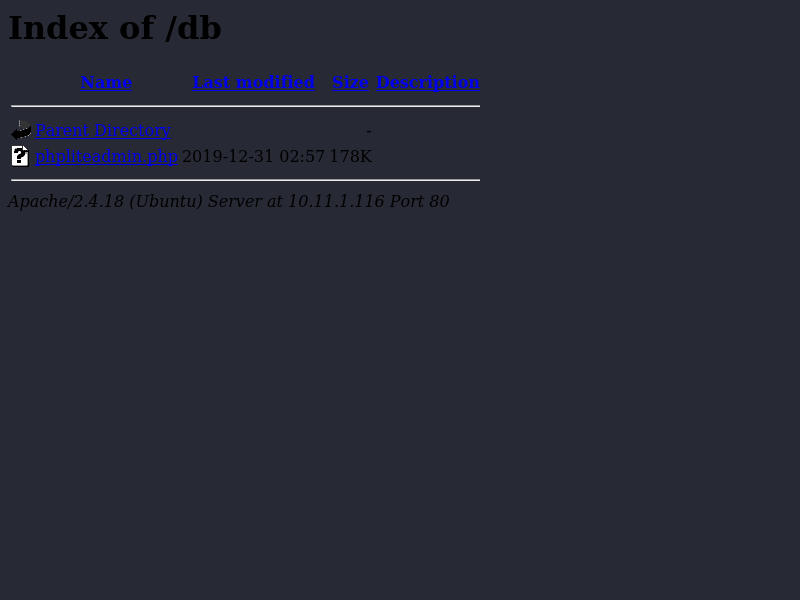 Index of /db
Name Last modified Size Description
Parent Directory -
phpliteadmin.php 2019-12-31 02:57 178K
Apache/2.4.18 (Ubuntu) Server at 10.11.1.116 Port 80